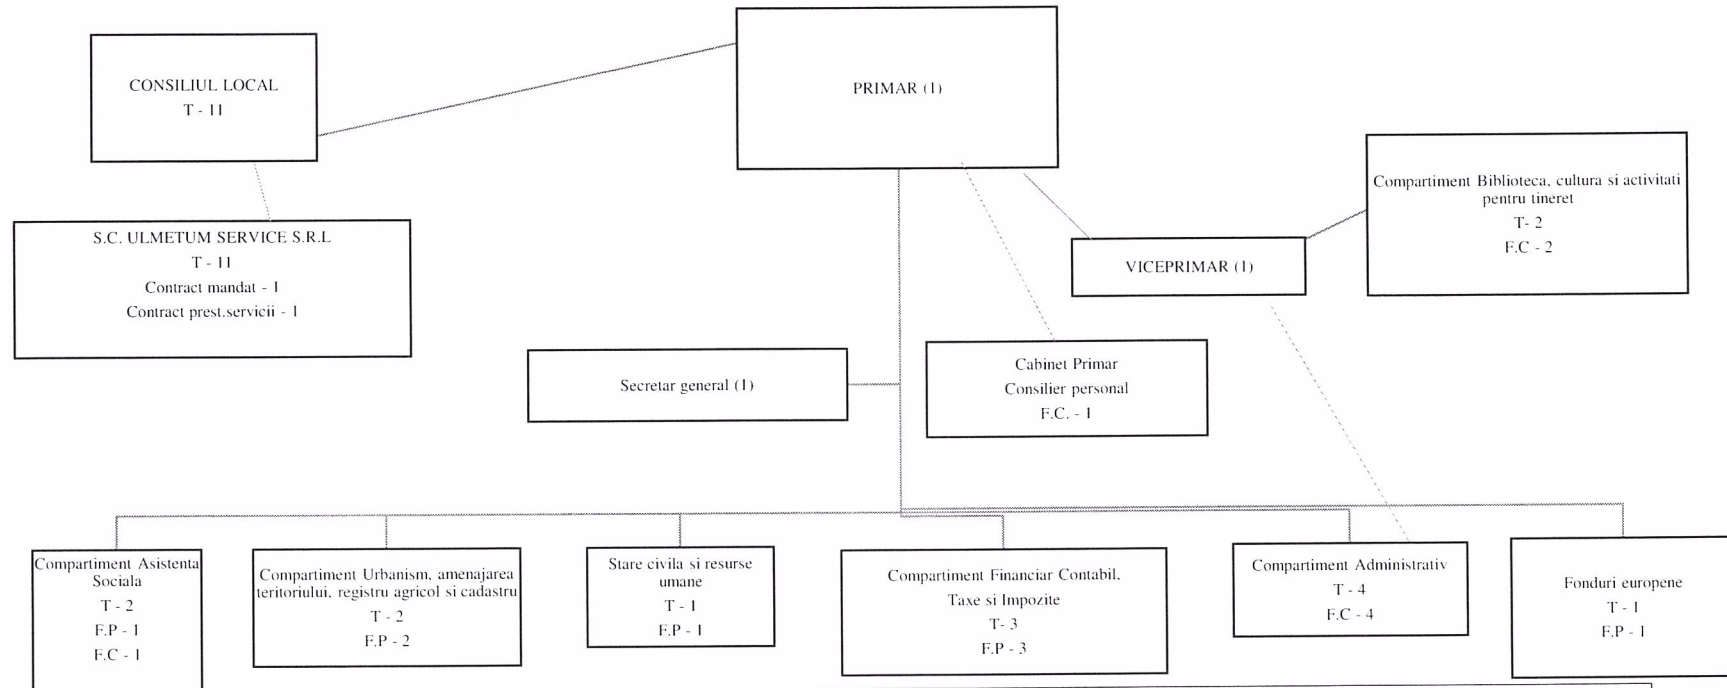 CONSILIUL LOCAL
T - 11
PRIMAR (1)
Compartiment Biblioteca, cultura si activitati
pentru tineret
T- 2
F.C - 2
S.C. ULMETUM SERVICE S.R.L
T - 11
Contract mandat - 1
Contract prest.servicii - 1
VICEPRIMAR (1)
Secretar general (1)
Cabinet Primar
Consilier personal
F.C. - 1
Compartiment Asistenta
Sociala
T - 2
F.P - 1
F.C - 1
Compartiment Urbanism, amenajarea
teritoriului, registru agricol si cadastru
T - 2
F.P - 2
Stare civila si resurse
umane
T - 1
F.P - 1
Compartiment Financiar Contabil,
Taxe si Impozite
T- 3
F.P - 3
Compartiment Administrativ
T - 4
F.C - 4
Fonduri europene
T - 1
F.P - 1